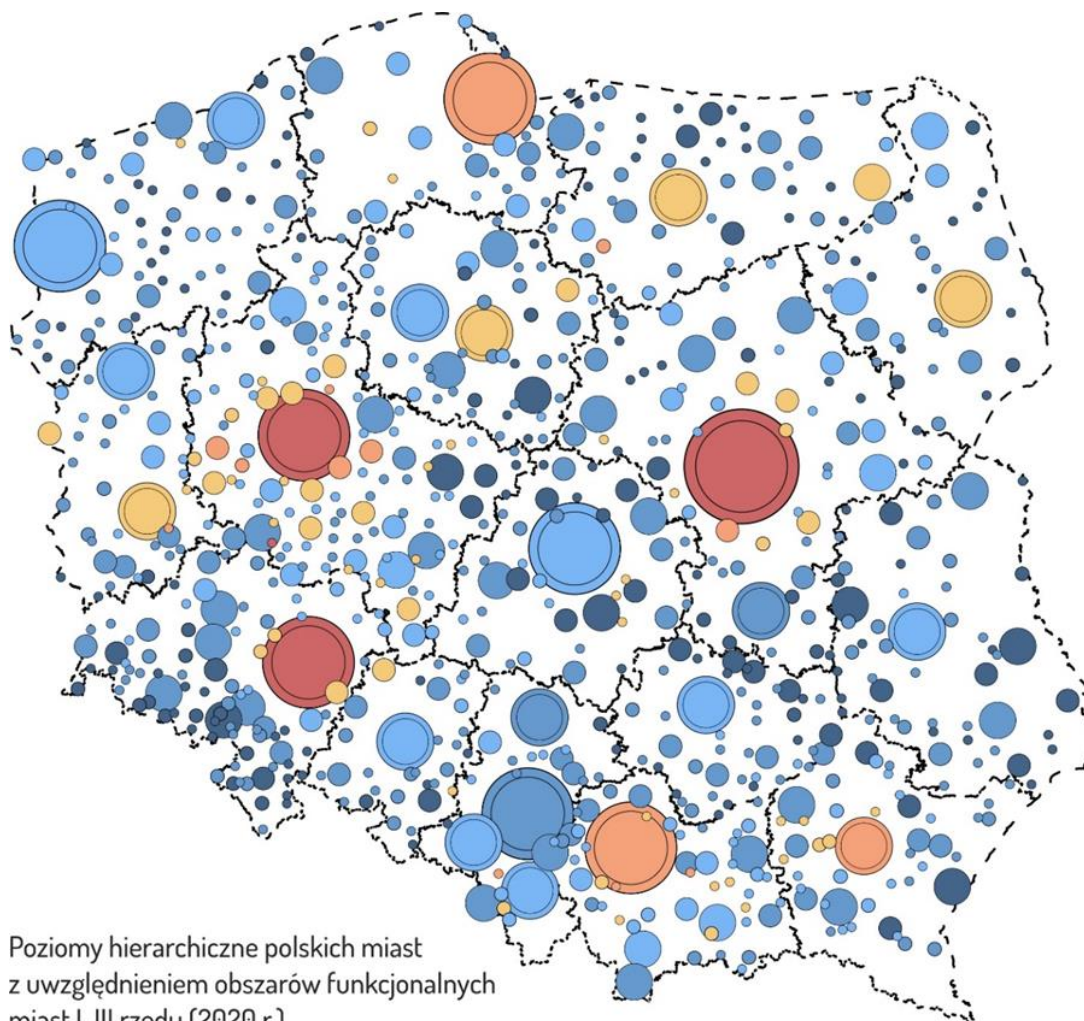 Poziomy hierarchiczne polskich miast
z uwzględnieniem obszarów funkcjonalnych
miast I-III rzędu (2020 r.)